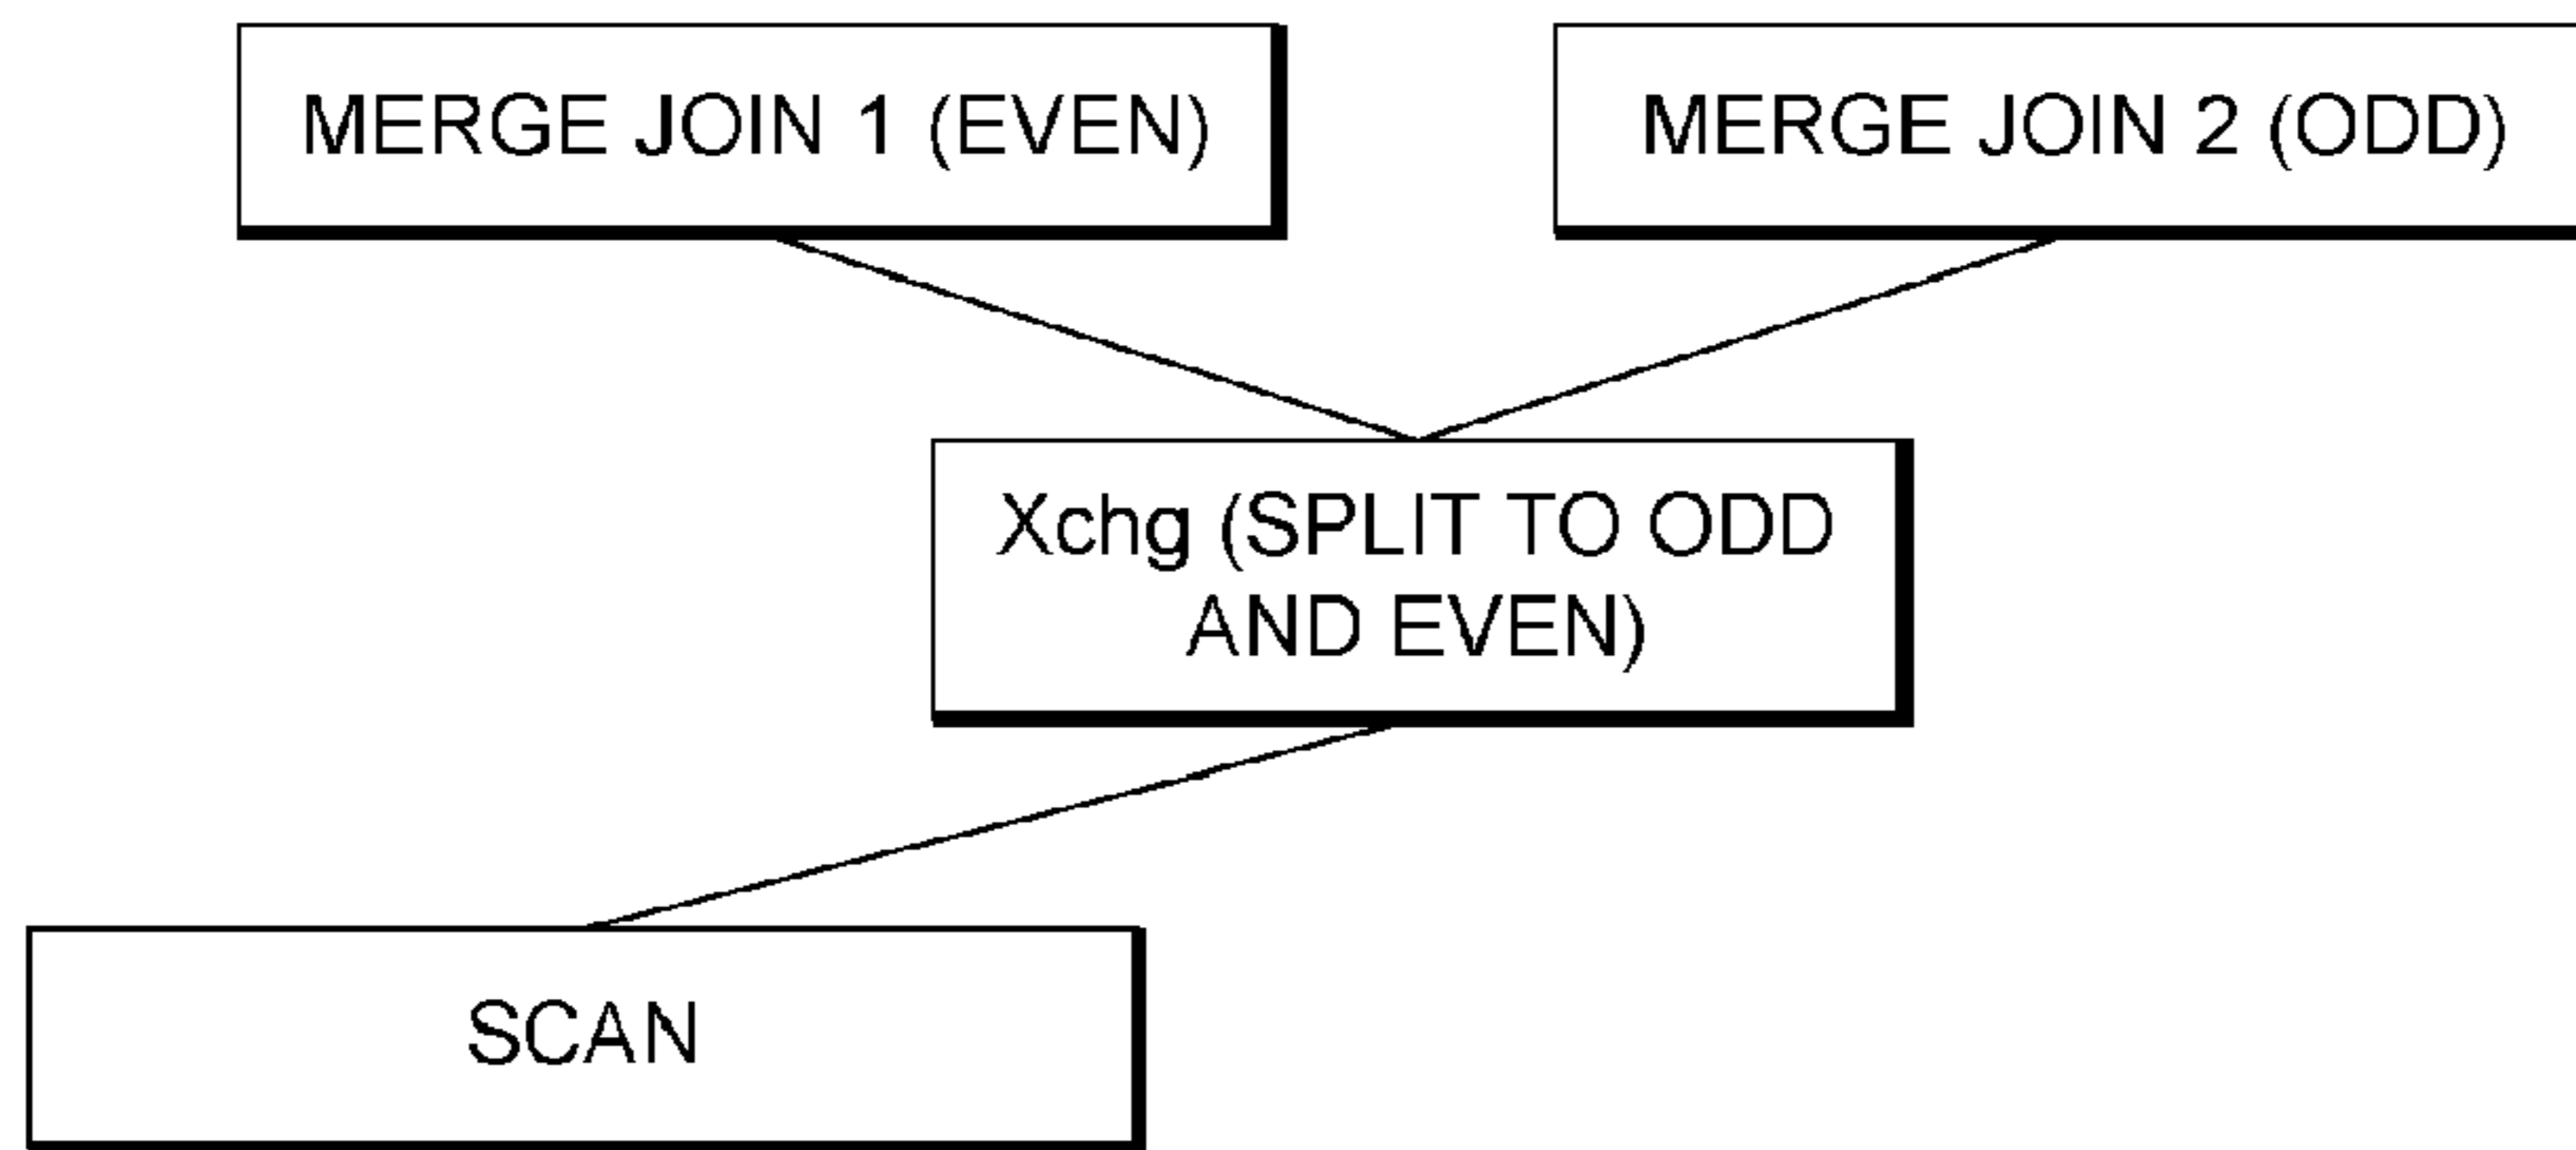 MERGE JOIN 1 (EVEN)
MERGE JOIN 2 (ODD)
Xchg (SPLIT TO ODD
AND EVEN)
SCAN